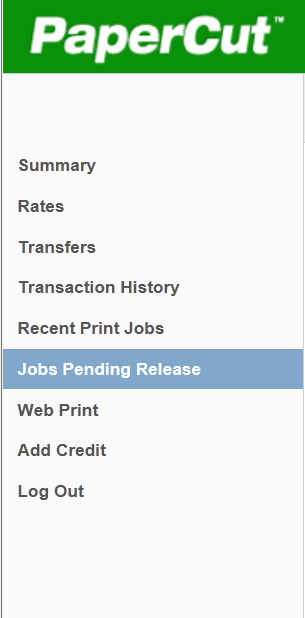 PaperCut™
Summary
Rates
Transfers
Transaction History
Recent Print Jobs
Jobs Pending Release
Web Print
Add Credit
Log Out